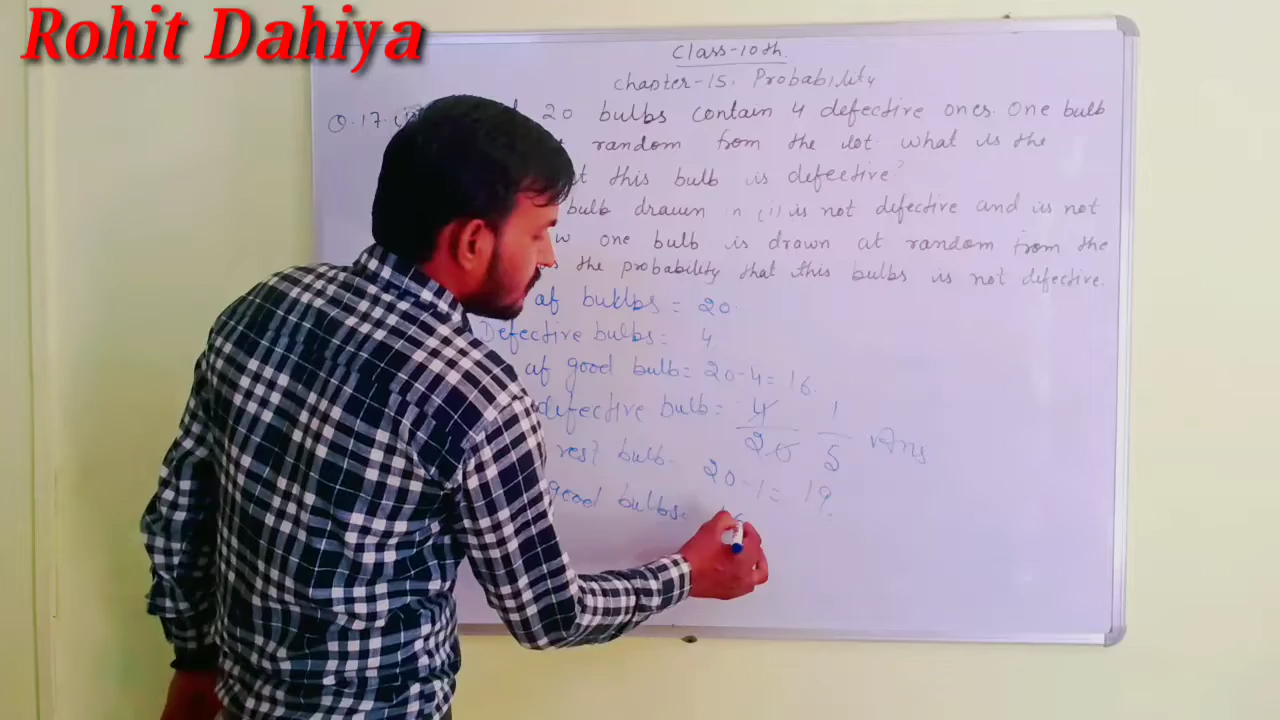 Rohit Dahiya
Class-10th.
Chapter-15. Probability
Q.17. 20 bulbs contain 4 defective ones. One bulb
random from the lot what is the
this bulb is defective?
bulb drawn in (i) is not defective and is not
one bulb is drawn at random from the
the probability that this bulbs is not defective.
of buklbs = 20.
Defective bulbs = 4
of good bulb = 20-4 = 16.
defective bulb = 4/20 1/5 Ans
rest bulb- 20-1 = 19.
good bulbs=